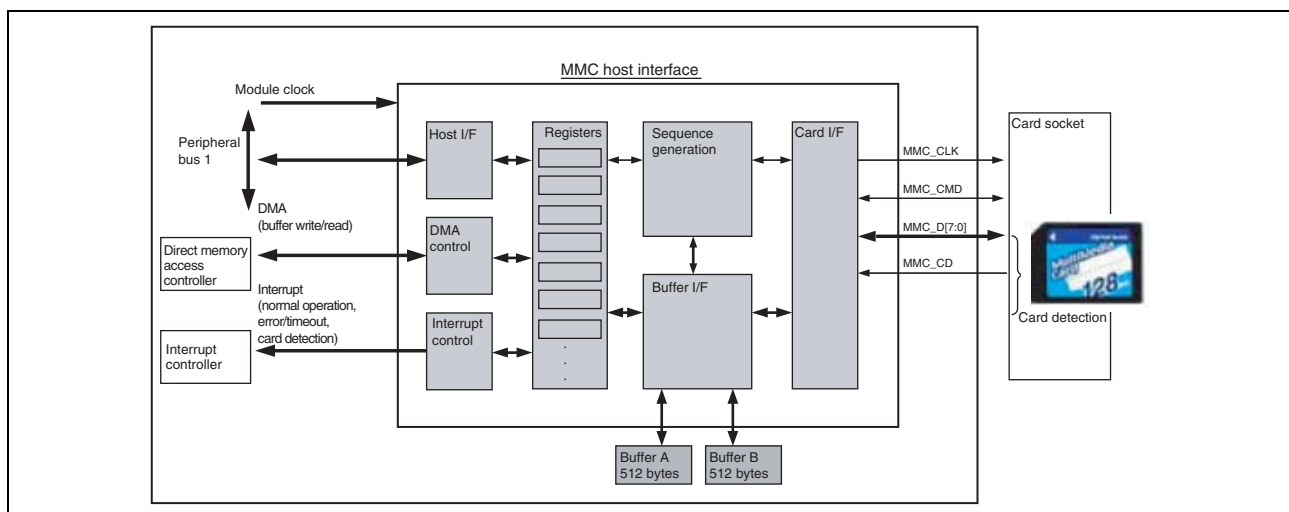 MMC host interface
Module clock
Peripheral
bus 1
DMA
(buffer write/read)
Direct memory
access
controller
Interrupt
(normal operation,
error/timeout,
card detection)
Interrupt
controller
Host I/F
DMA
control
Interrupt
control
Registers
.
.
.
Sequence
generation
Buffer I/F
Card I/F
Buffer A
512 bytes
Buffer B
512 bytes
MMC_CLK
MMC_CMD
MMC_D[7:0]
MMC_CD
Card socket
MultiMedia
Card
128
Card detection